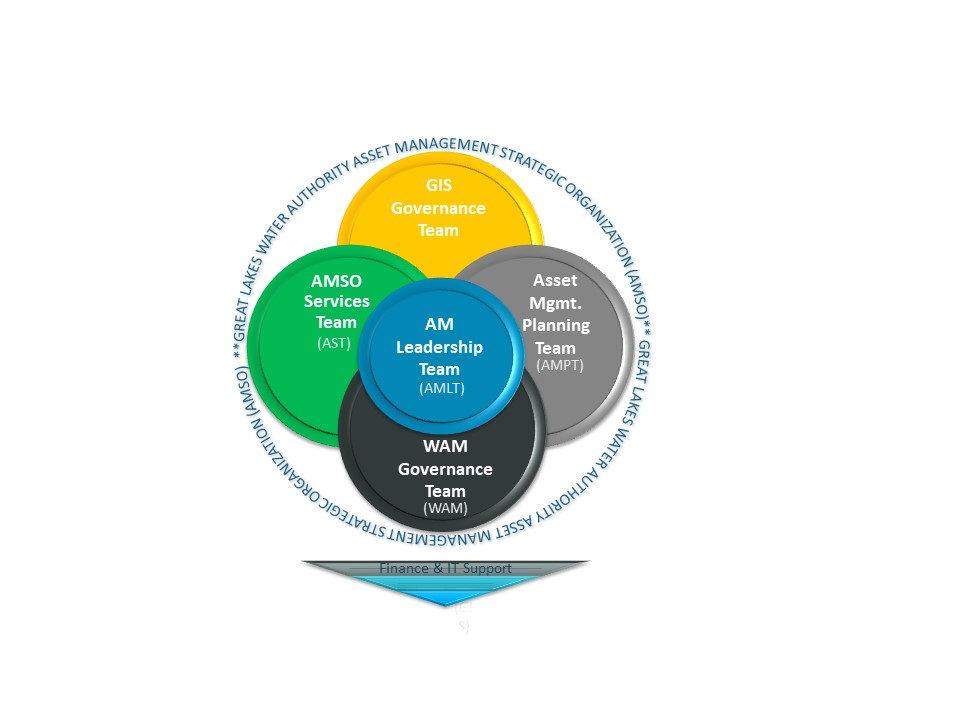 **GREAT LAKES WATER AUTHORITY ASSET MANAGEMENT STRATEGIC ORGANIZATION (AMSO)** GREAT LAKES WATER AUTHORITY ASSET MANAGEMENT STRATEGIC ORGANIZATION (AMSO)
GIS
Governance
Team
AMSO
Services
Team
(AST)
Asset
Mgmt.
Planning
Team
(AMPT)
AM
Leadership
Team
(AMLT)
WAM
Governance
Team
(WAM)
Finance & IT Support